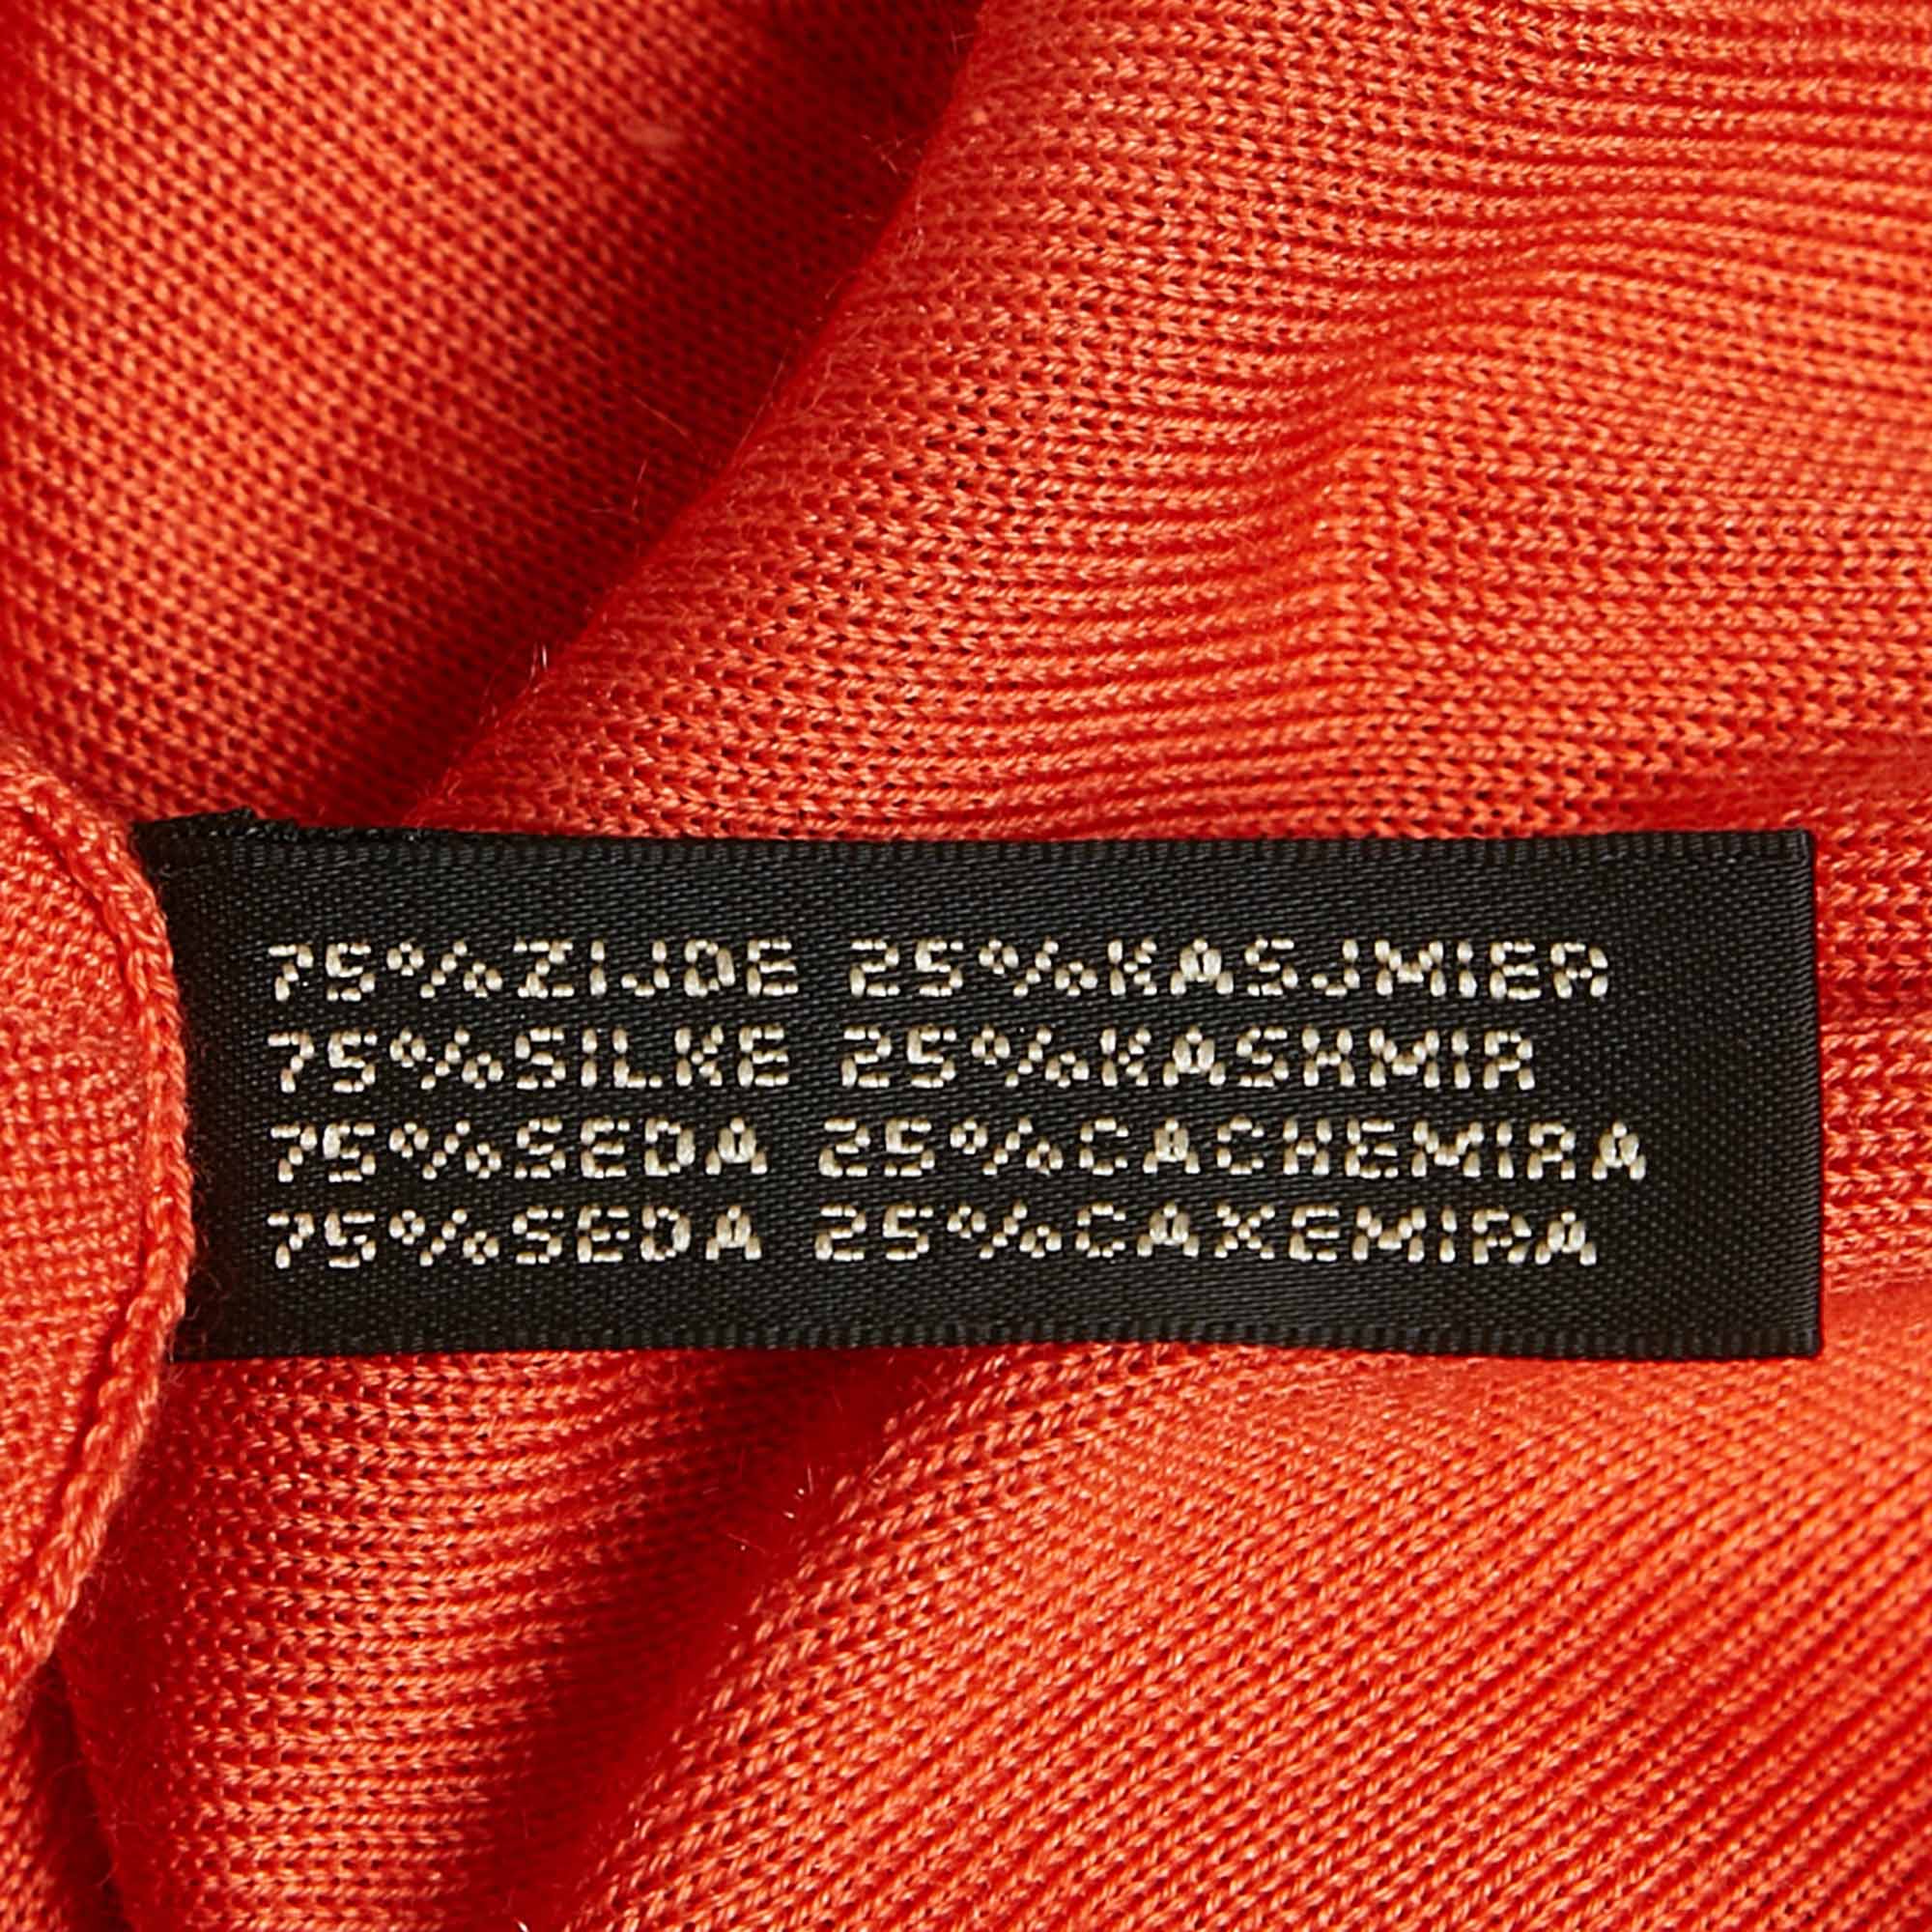 75%ZIJDE 25%KASJMIER
75%SILKE 25%KASHMIR
75%SEDA 25%CACHEMIRA
75%SEDA 25%CAXEMIRA